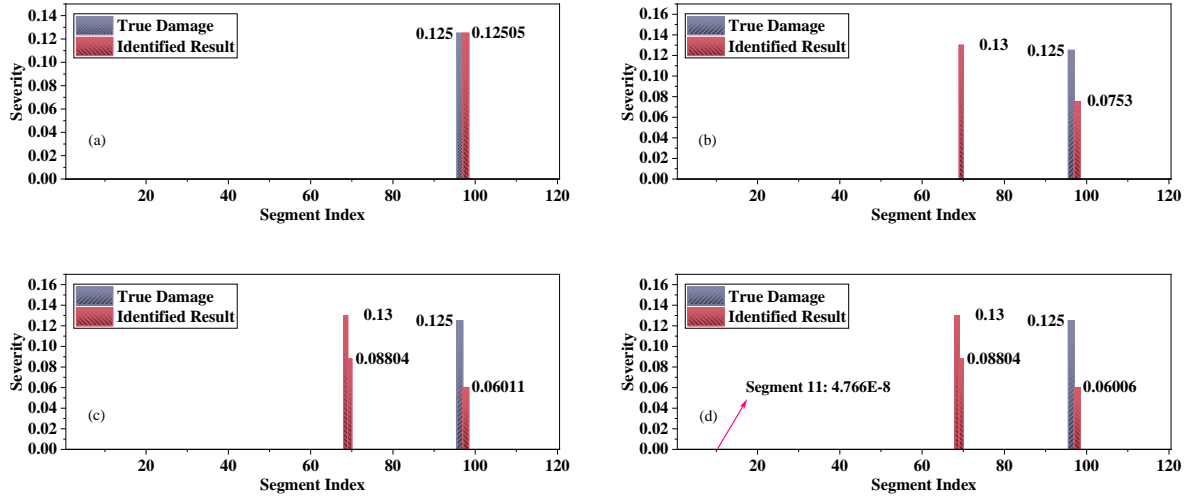 0.14
0.12
0.10
0.08
0.06
0.04
0.02
0.00
Severity
True Damage
Identified Result
0.125
0.12505
(a)
20 40 60 80 100 120
Segment Index
0.16
0.14
0.12
0.10
0.08
0.06
0.04
0.02
0.00
Severity
True Damage
Identified Result
0.13
0.125
0.0753
(b)
20 40 60 80 100 120
Segment Index
0.16
0.14
0.12
0.10
0.08
0.06
0.04
0.02
0.00
Severity
True Damage
Identified Result
0.13
0.125
0.08804
0.06011
(c)
20 40 60 80 100 120
Segment Index
0.16
0.14
0.12
0.10
0.08
0.06
0.04
0.02
0.00
Severity
True Damage
Identified Result
0.13
0.125
0.08804
Segment 11: 4.766E-8
0.06006
(d)
20 40 60 80 100 120
Segment Index